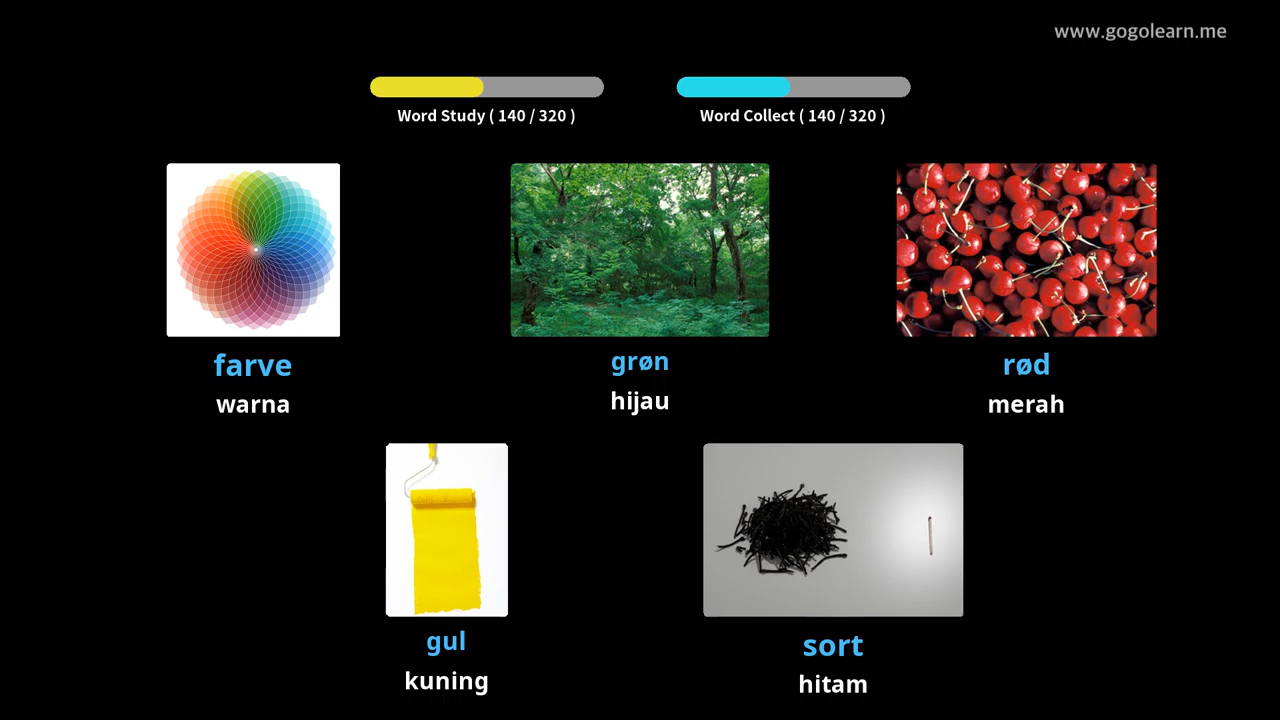 www.gogolearn.me
Word Study ( 140 / 320 )
Word Collect ( 140 / 320 )
farve
warna
grøn
hijau
rød
merah
gul
kuning
sort
hitam